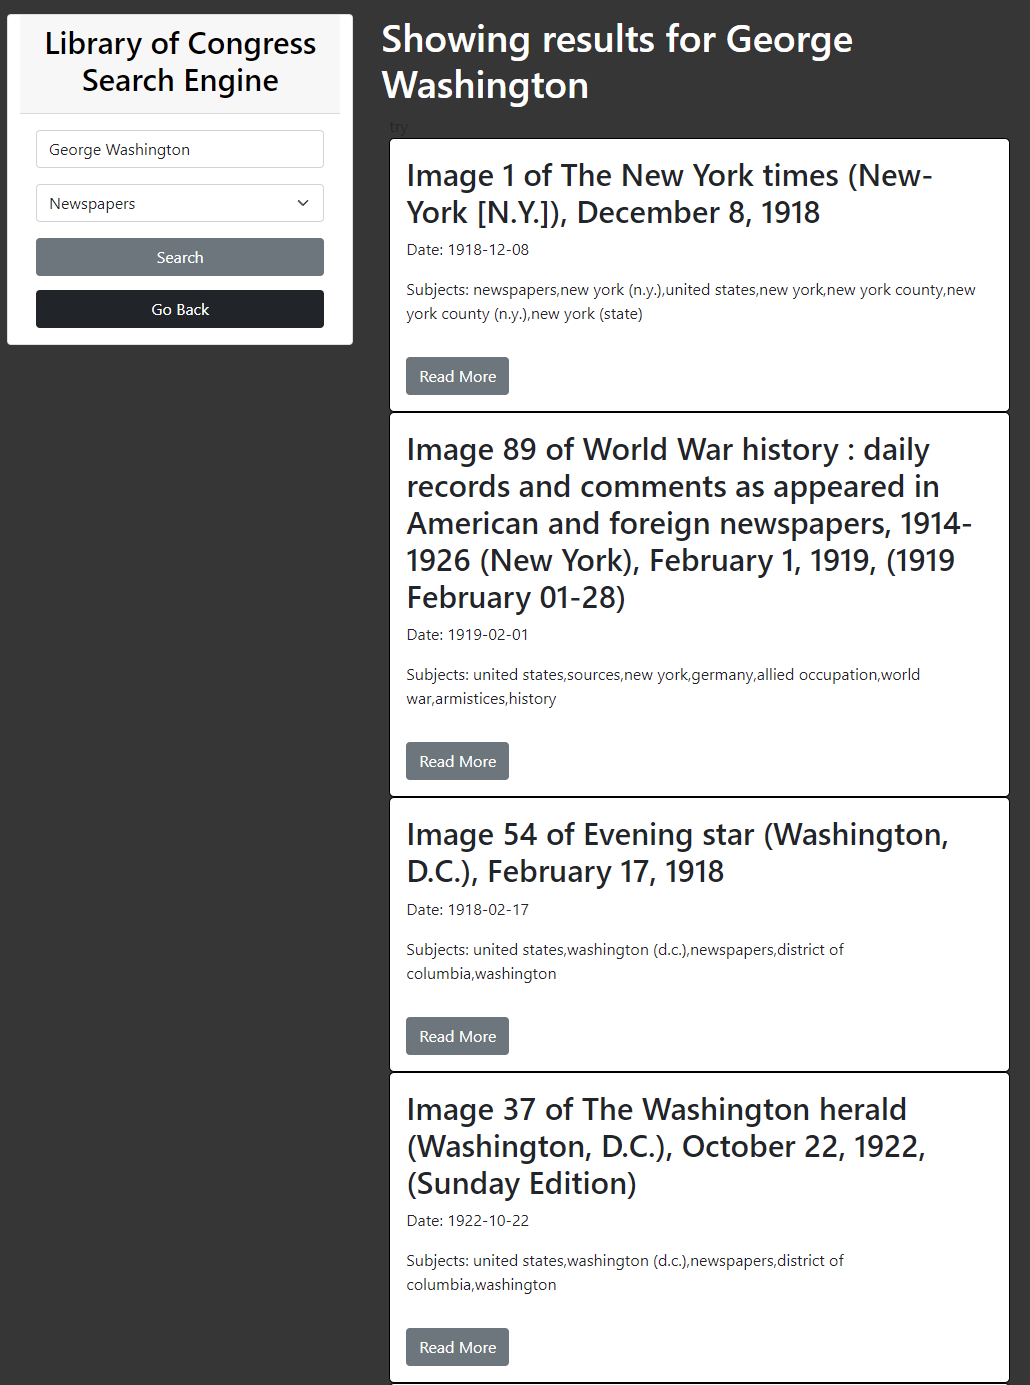 Library of Congress
Search Engine
George Washington
Newspapers
Search
Go Back
Showing results for George
Washington
try
Image 1 of The New York times (New-
York [N.Y.]), December 8, 1918
Date: 1918-12-08
Subjects: newspapers,new york (n.y.),united states,new york,new york county,new
york county (n.y.),new york (state)
Read More
Image 89 of World War history : daily
records and comments as appeared in
American and foreign newspapers, 1914-
1926 (New York), February 1, 1919, (1919
February 01-28)
Date: 1919-02-01
Subjects: united states,sources,new york,germany,allied occupation,world
war,armistices,history
Read More
Image 54 of Evening star (Washington,
D.C.), February 17, 1918
Date: 1918-02-17
Subjects: united states,washington (d.c.),newspapers,district of
columbia,washington
Read More
Image 37 of The Washington herald
(Washington, D.C.), October 22, 1922,
(Sunday Edition)
Date: 1922-10-22
Subjects: united states,washington (d.c.),newspapers,district of
columbia,washington
Read More